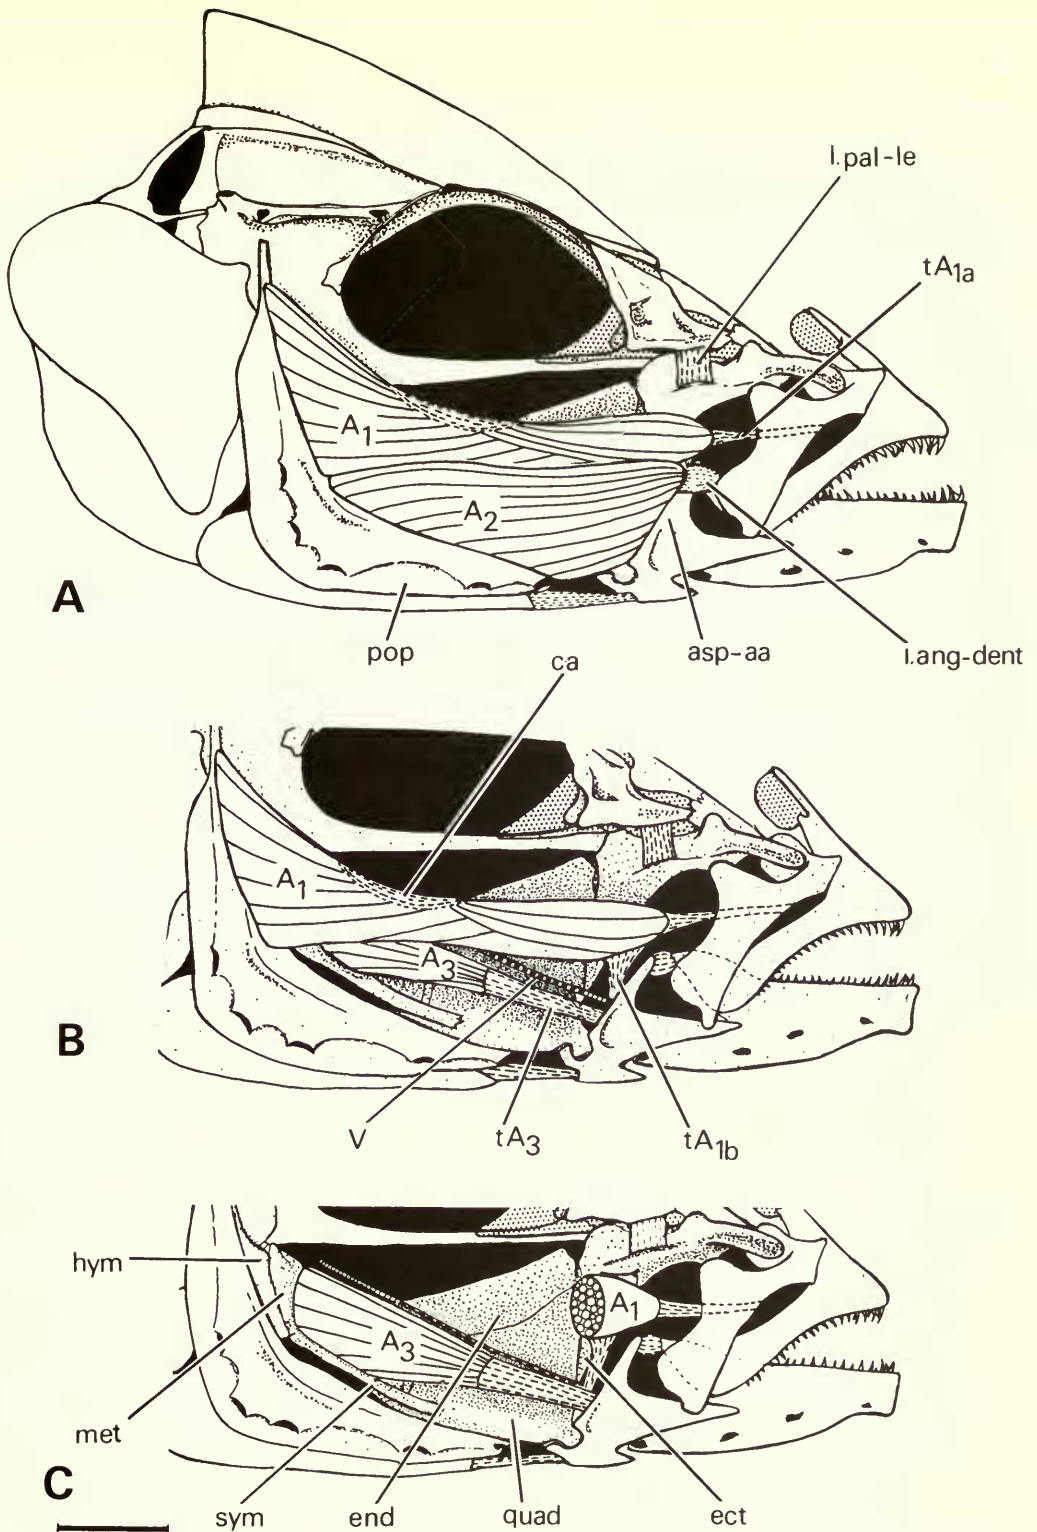 l.pal-le
tA1a
A1
A2
A
pop
asp-aa
l.ang-dent
ca
A1
A3
B
V
tA3
tA1b
hym
A1
A3
met
C
sym
end
quad
ect